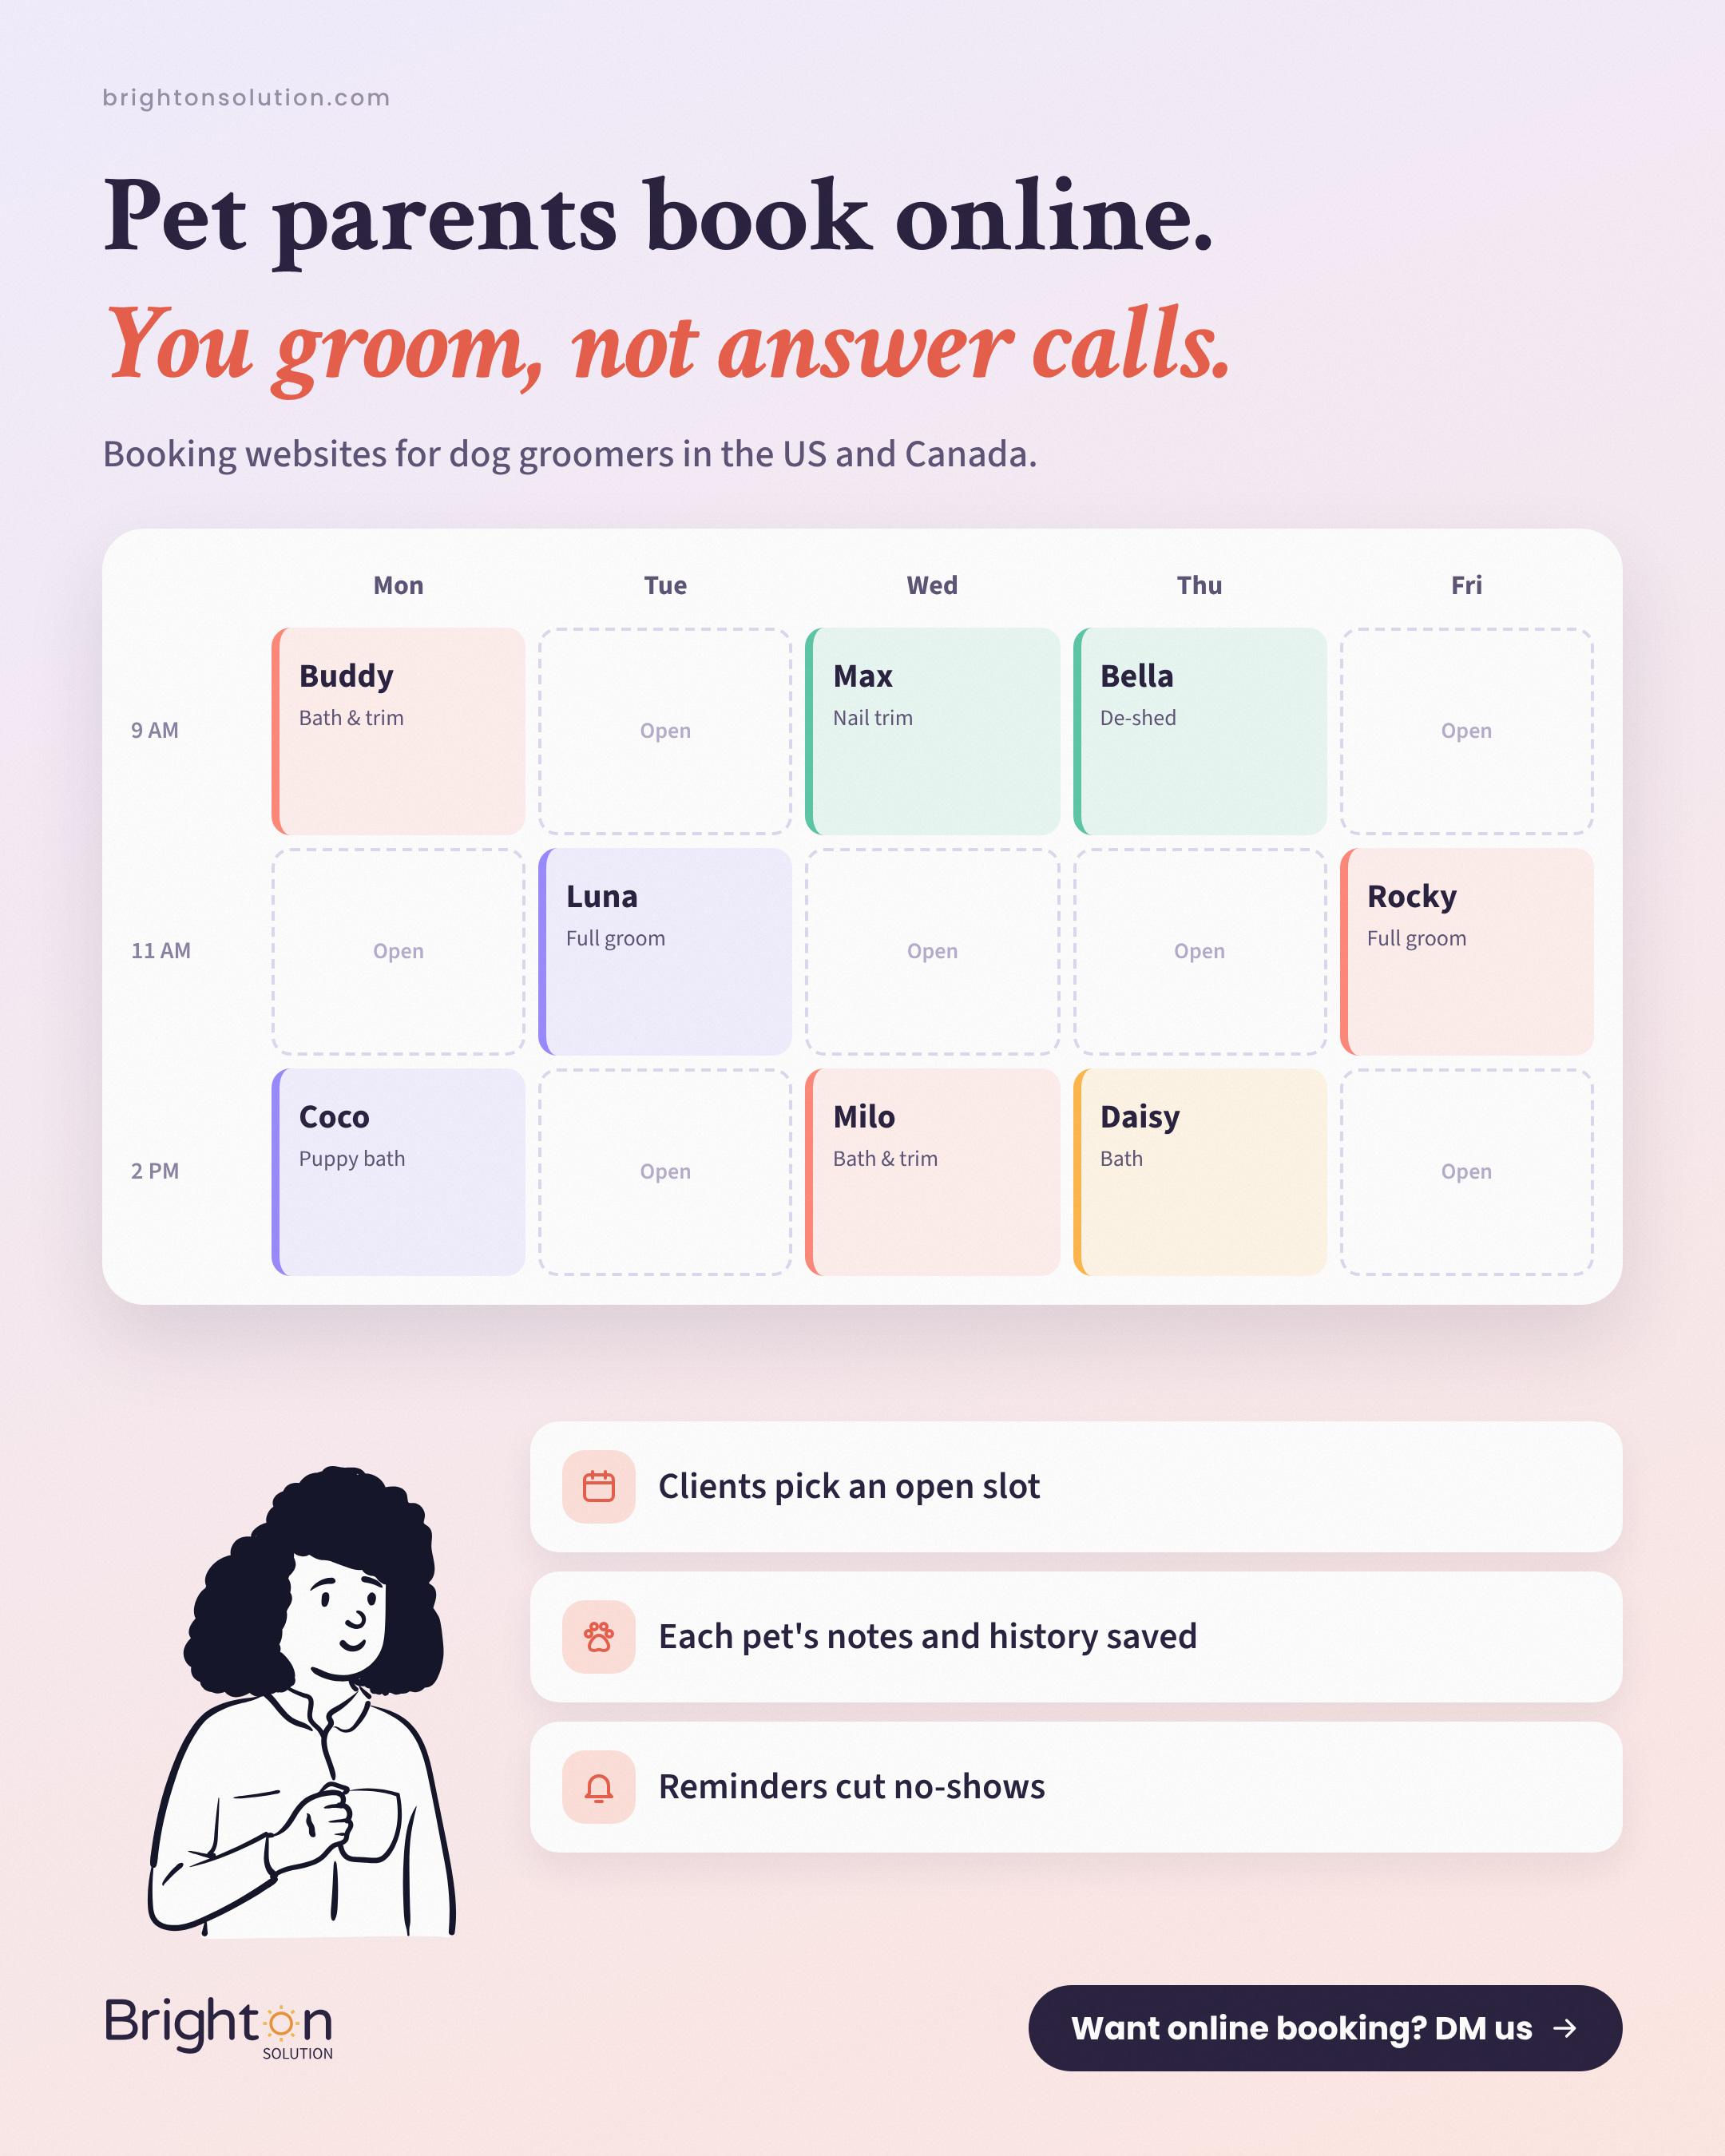 brightonsolution.com
Pet parents book online.
You groom, not answer calls.
Booking websites for dog groomers in the US and Canada.
Mon Tue Wed Thu Fri
9 AM
Buddy
Bath & trim
Open
Max
Nail trim
Bella
De-shed
Open
11 AM
Open
Luna
Full groom
Open
Open
Rocky
Full groom
2 PM
Coco
Puppy bath
Open
Milo
Bath & trim
Daisy
Bath
Open
Clients pick an open slot
Each pet's notes and history saved
Reminders cut no-shows
Brighton
SOLUTION
Want online booking? DM us →